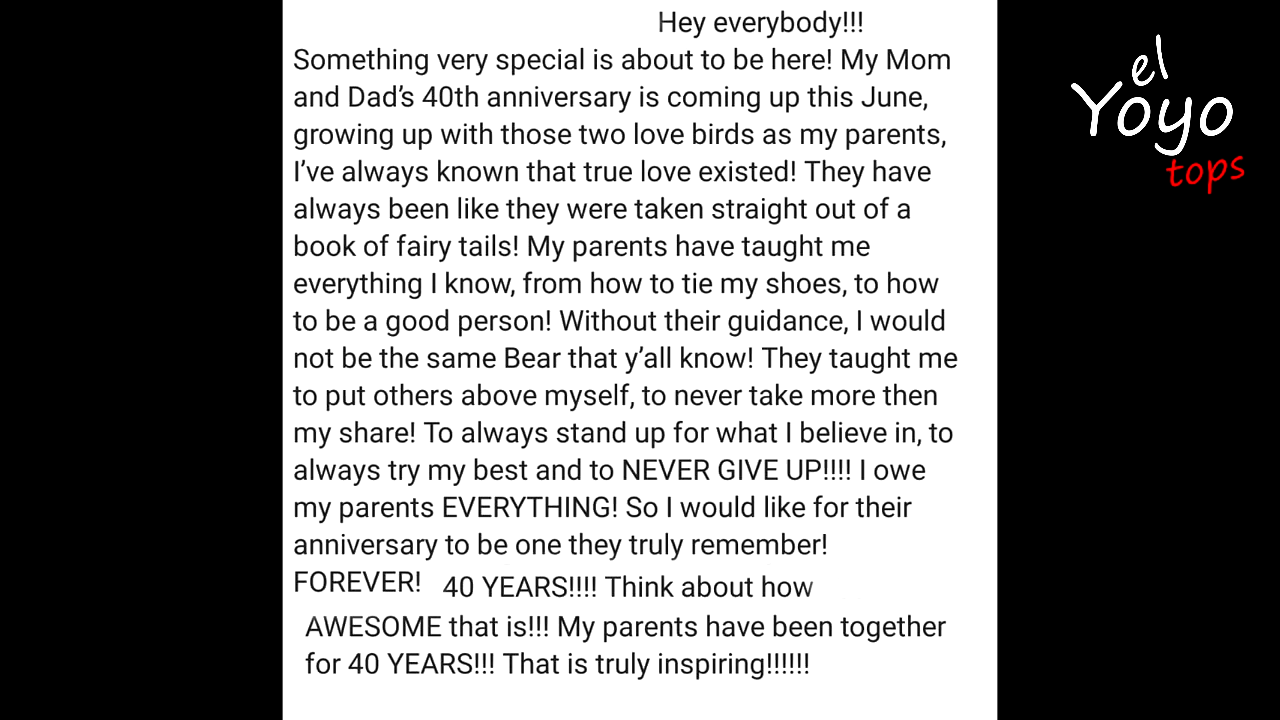 Hey everybody!!!
Something very special is about to be here! My Mom
and Dad’s 40th anniversary is coming up this June,
growing up with those two love birds as my parents,
I’ve always known that true love existed! They have
always been like they were taken straight out of a
book of fairy tails! My parents have taught me
everything I know, from how to tie my shoes, to how
to be a good person! Without their guidance, I would
not be the same Bear that y’all know! They taught me
to put others above myself, to never take more then
my share! To always stand up for what I believe in, to
always try my best and to NEVER GIVE UP!!!! I owe
my parents EVERYTHING! So I would like for their
anniversary to be one they truly remember!
FOREVER! 40 YEARS!!!! Think about how
AWESOME that is!!! My parents have been together
for 40 YEARS!!! That is truly inspiring!!!!!!
el
Yoyo
tops